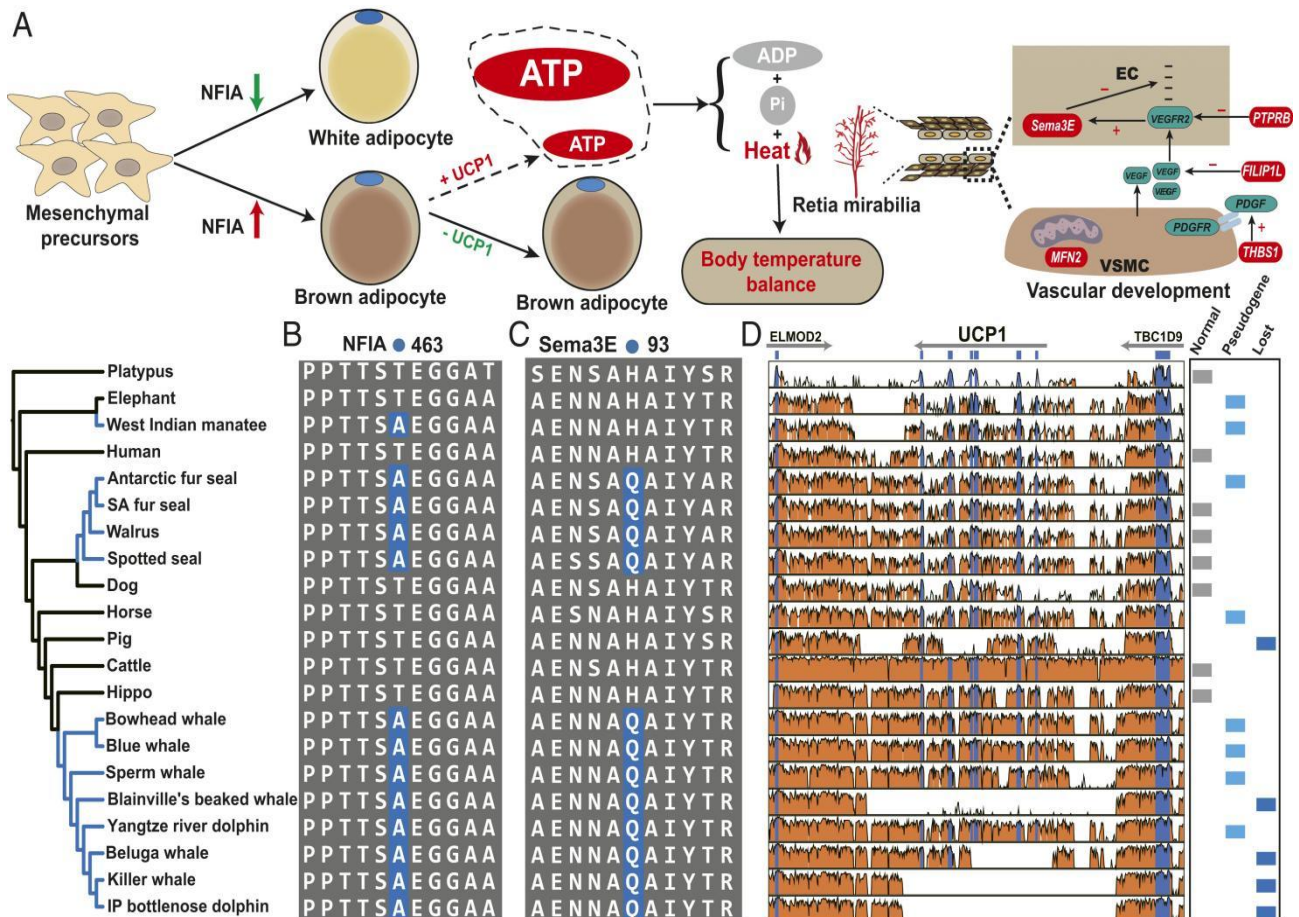 A
NFIA
White adipocyte
Mesenchymal
precursors
NFIA
+ UCP1
- UCP1
Brown adipocyte
Brown adipocyte
ATP
ATP
ADP
+
Pi
+
Heat
Body temperature
balance
Retia mirabilia
EC
Sema3E
VEGFR2
PTPRB
-
+
-
VEGF
VEGF
VEGF
-
FILIP1L
PDGF
PDGFR
+
THBS1
MFN2
VSMC
Vascular development
B
NFIA 463
C
Sema3E 93
D
ELMOD2
UCP1
TBC1D9
Normal
Pseudogene
Lost
Platypus PPTTSTEGGAT SENSAHAIYSR
Elephant PPTTSTEGGAA AENNAHAIYTR
West Indian manatee PPTTSAEGGAA AENNAHAIYTR
Human PPTTSTEGGAA AENNAHAIYTR
Antarctic fur seal PPTTSAEGGAA AENSAQAIYAR
SA fur seal PPTTSAEGGAA AENSAQAIYAR
Walrus PPTTSAEGGAA AENSAQAIYAR
Spotted seal PPTTSAEGGAA AESSAQAIYAR
Dog PPTTSTEGGAA AENSAHAIYTR
Horse PPTTSTEGGAA AESNAHAIYSR
Pig PPTTSTEGGAA AENNAHAIYSR
Cattle PPTTSTEGGAA AENSAHAIYTR
Hippo PPTTSTEGGAA AENNAHAIYTR
Bowhead whale PPTTSAEGGAA AENNAQAIYTR
Blue whale PPTTSAEGGAA AENNAQAIYTR
Sperm whale PPTTSAEGGAA AENNAQAIYTR
Blainville's beaked whale PPTTSAEGGAA AENNAQAIYTR
Yangtze river dolphin PPTTSAEGGAA AENNAQAIYTR
Beluga whale PPTTSAEGGAA AENNAQAIYTR
Killer whale PPTTSAEGGAA AENNAQAIYTR
IP bottlenose dolphin PPTTSAEGGAA AENNAQAIYTR